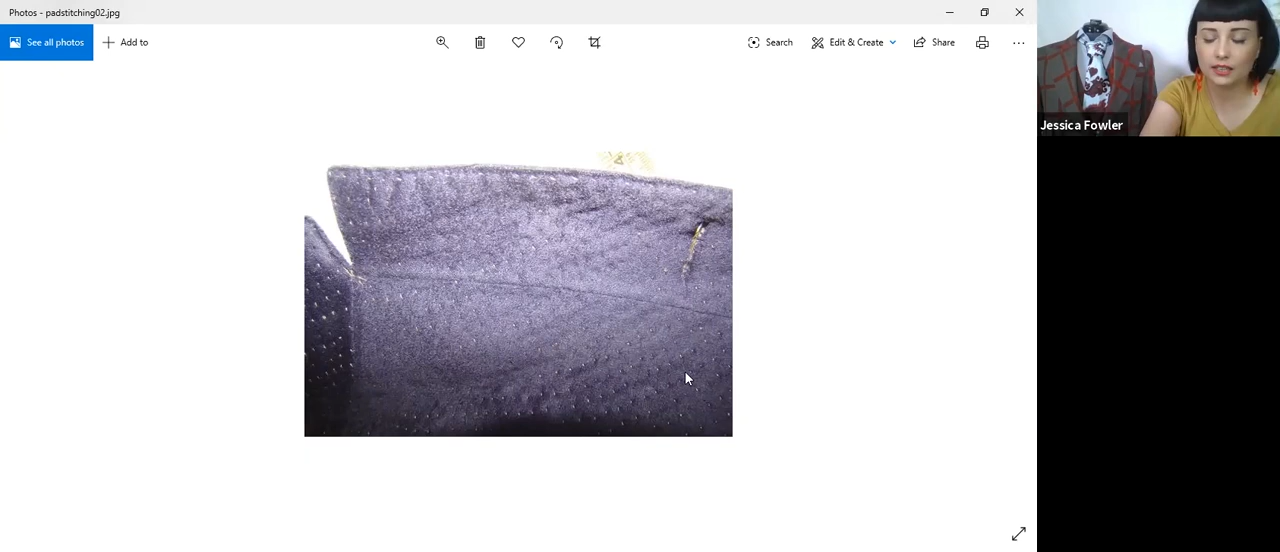 Photos - padstitching02.jpg
See all photos
Add to
Search
Edit & Create
Share
Jessica Fowler